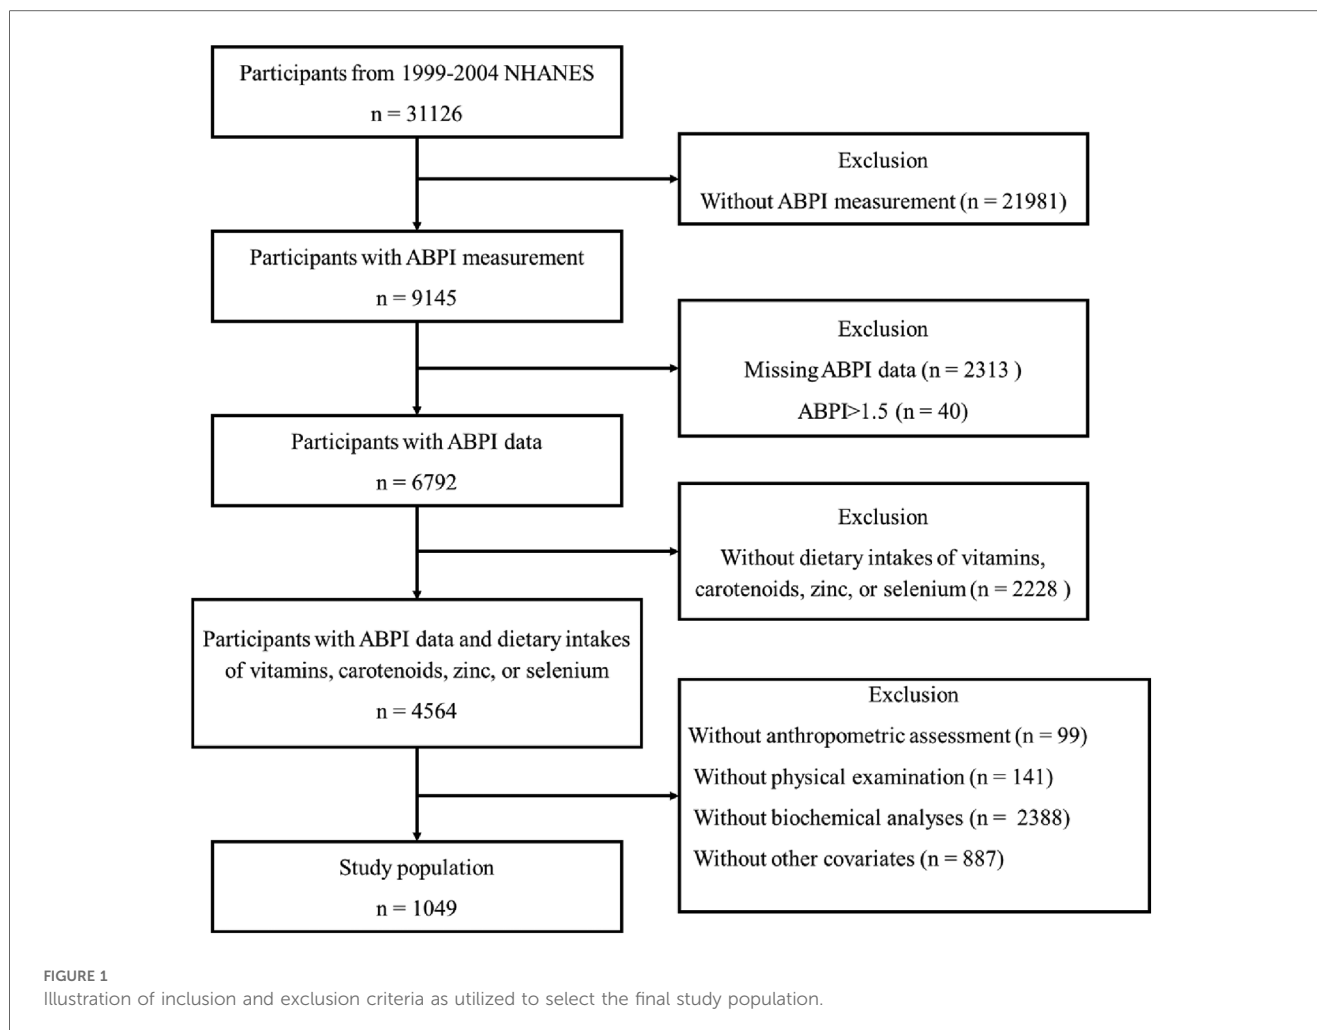 Participants from 1999-2004 NHANES
n = 31126
Exclusion
Without ABPI measurement (n = 21981)
Participants with ABPI measurement
n = 9145
Exclusion
Missing ABPI data (n = 2313 )
ABPI>1.5 (n = 40)
Participants with ABPI data
n = 6792
Exclusion
Without dietary intakes of vitamins,
carotenoids, zinc, or selenium (n = 2228 )
Participants with ABPI data and dietary intakes
of vitamins, carotenoids, zinc, or selenium
n = 4564
Exclusion
Without anthropometric assessment (n = 99)
Without physical examination (n = 141)
Without biochemical analyses (n =  2388)
Without other covariates (n = 887)
Study population
n = 1049
FIGURE 1
Illustration of inclusion and exclusion criteria as utilized to select the final study population.